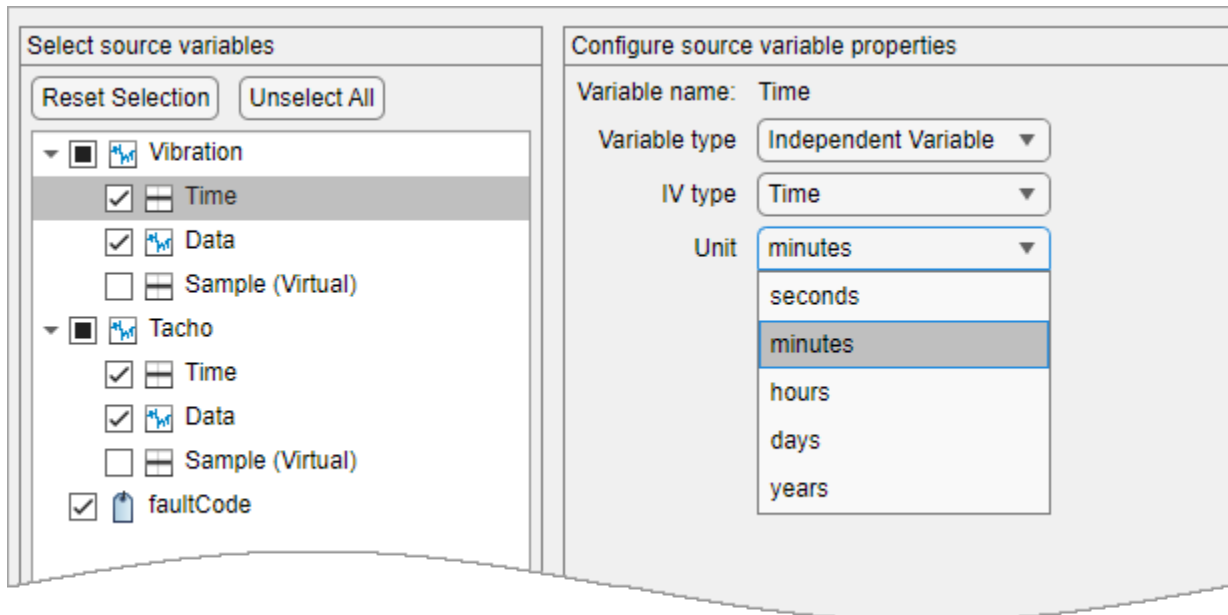 Select source variables
Reset Selection Unselect All
Vibration
Time
Data
Sample (Virtual)
Tacho
Time
Data
Sample (Virtual)
faultCode
Configure source variable properties
Variable name: Time
Variable type Independent Variable
IV type Time
Unit minutes
seconds
minutes
hours
days
years